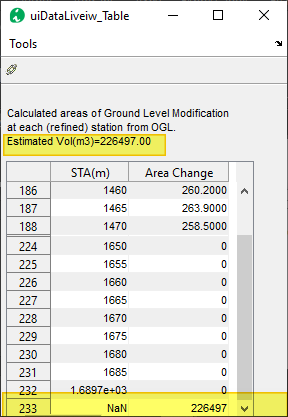 uiDataLiveiw_Table
Tools
Calculated areas of Ground Level Modification
at each (refined) station from OGL.
Estimated Vol(m3)=226497.00
STA(m) Area Change
186 1460 260.2000
187 1465 263.9000
188 1470 258.5000
224 1650 0
225 1655 0
226 1660 0
227 1665 0
228 1670 0
229 1675 0
230 1680 0
231 1685 0
232 1.6897e+03 0
233 NaN 226497